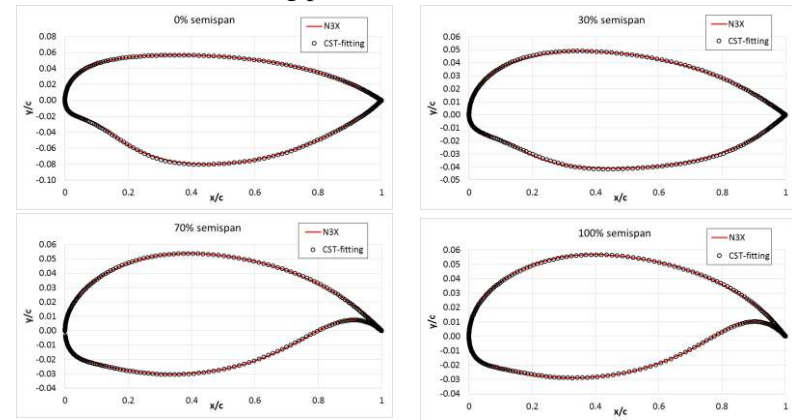 0% semispan
N3X
CST-fitting
y/c
0.08
0.06
0.04
0.02
0.00
-0.02
-0.04
-0.06
-0.08
-0.10
0 0.2 0.4 0.6 0.8 1
x/c
30% semispan
N3X
CST-fitting
y/c
0.06
0.05
0.04
0.03
0.02
0.01
0.00
-0.01
-0.02
-0.03
-0.04
-0.05
0 0.2 0.4 0.6 0.8 1
x/c
70% semispan
N3X
CST-fitting
y/c
0.06
0.05
0.04
0.03
0.02
0.01
0.00
-0.01
-0.02
-0.03
-0.04
0 0.2 0.4 0.6 0.8 1
x/c
100% semispan
N3X
CST-fitting
y/c
0.06
0.05
0.04
0.03
0.02
0.01
0.00
-0.01
-0.02
-0.03
-0.04
0 0.2 0.4 0.6 0.8 1
x/c